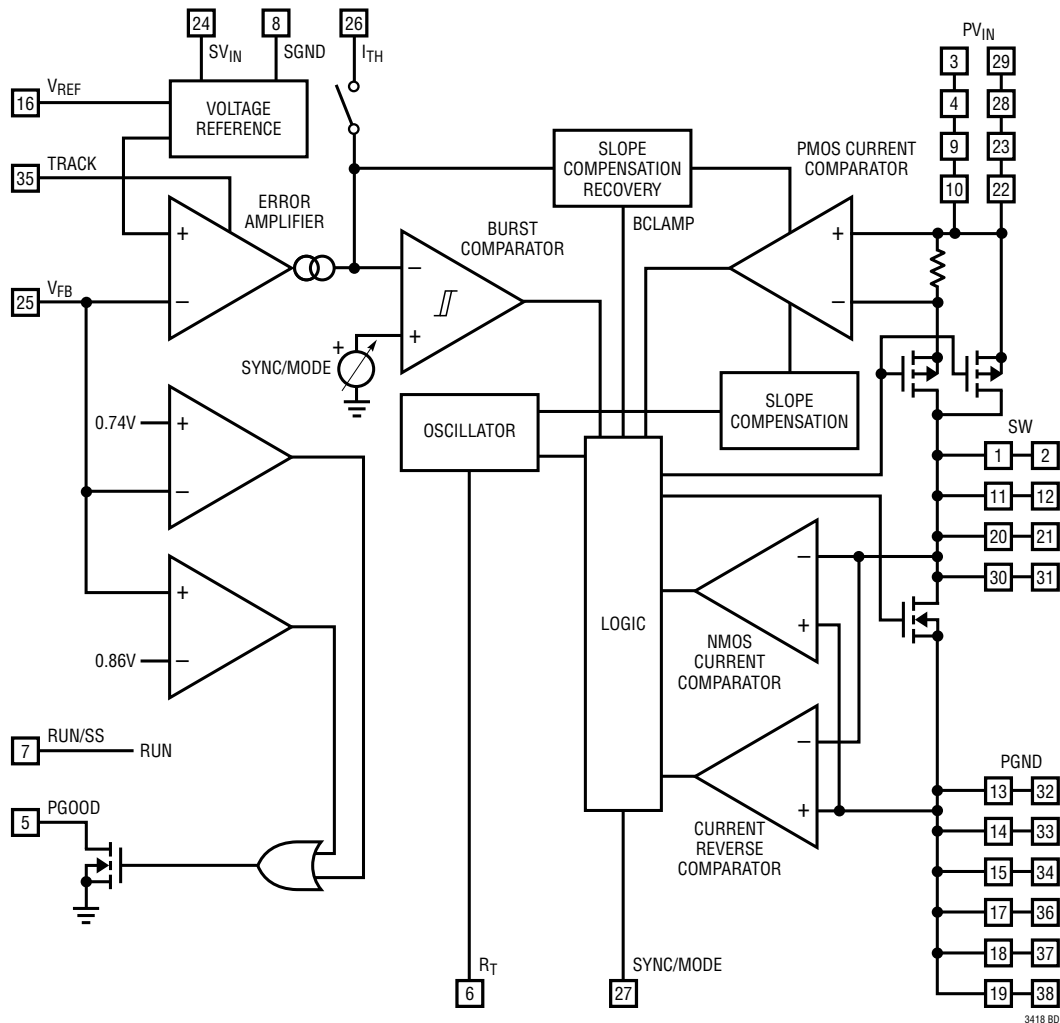 24
8
26
PV_IN
SV_IN
SGND
I_TH
3
29
16
V_REF
VOLTAGE
REFERENCE
4
28
35
TRACK
SLOPE
COMPENSATION
RECOVERY
PMOS CURRENT
COMPARATOR
9
23
10
22
ERROR
AMPLIFIER
BURST
COMPARATOR
BCLAMP
+
+
25
V_FB
−
−
−
+
+
SYNC/MODE
0.74V
+
−
OSCILLATOR
SLOPE
COMPENSATION
SW
1
2
11
12
20
21
30
31
+
0.86V
−
LOGIC
−
+
NMOS
CURRENT
COMPARATOR
7
RUN/SS
RUN
−
+
CURRENT
REVERSE
COMPARATOR
5
PGOOD
PGND
13
32
14
33
15
34
17
36
18
37
19
38
R_T
6
SYNC/MODE
27
3418 BD